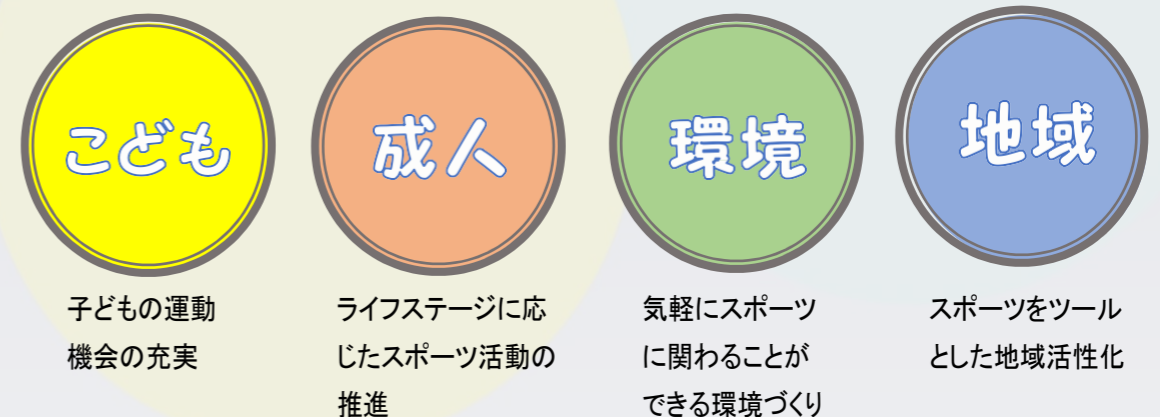 こども
成人
環境
地域
子どもの運動
機会の充実
ライフステージに応
じたスポーツ活動の
推進
気軽にスポーツ
に関わることが
できる環境づくり
スポーツをツール
とした地域活性化